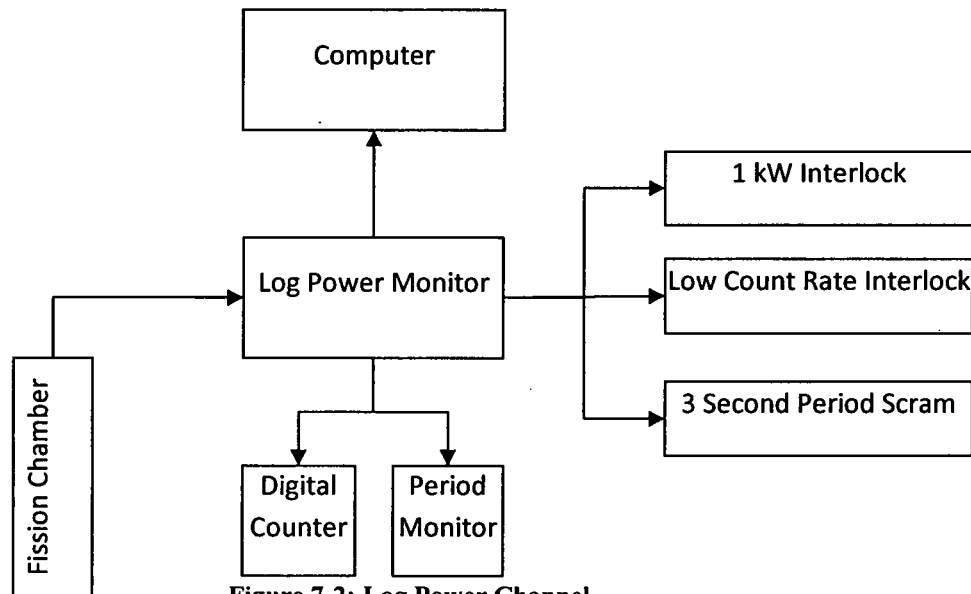 Computer
1 kW Interlock
Log Power Monitor
Low Count Rate Interlock
3 Second Period Scram
Fission Chamber
Digital
Counter
Period
Monitor
Figure 7-2: Log Power Channel